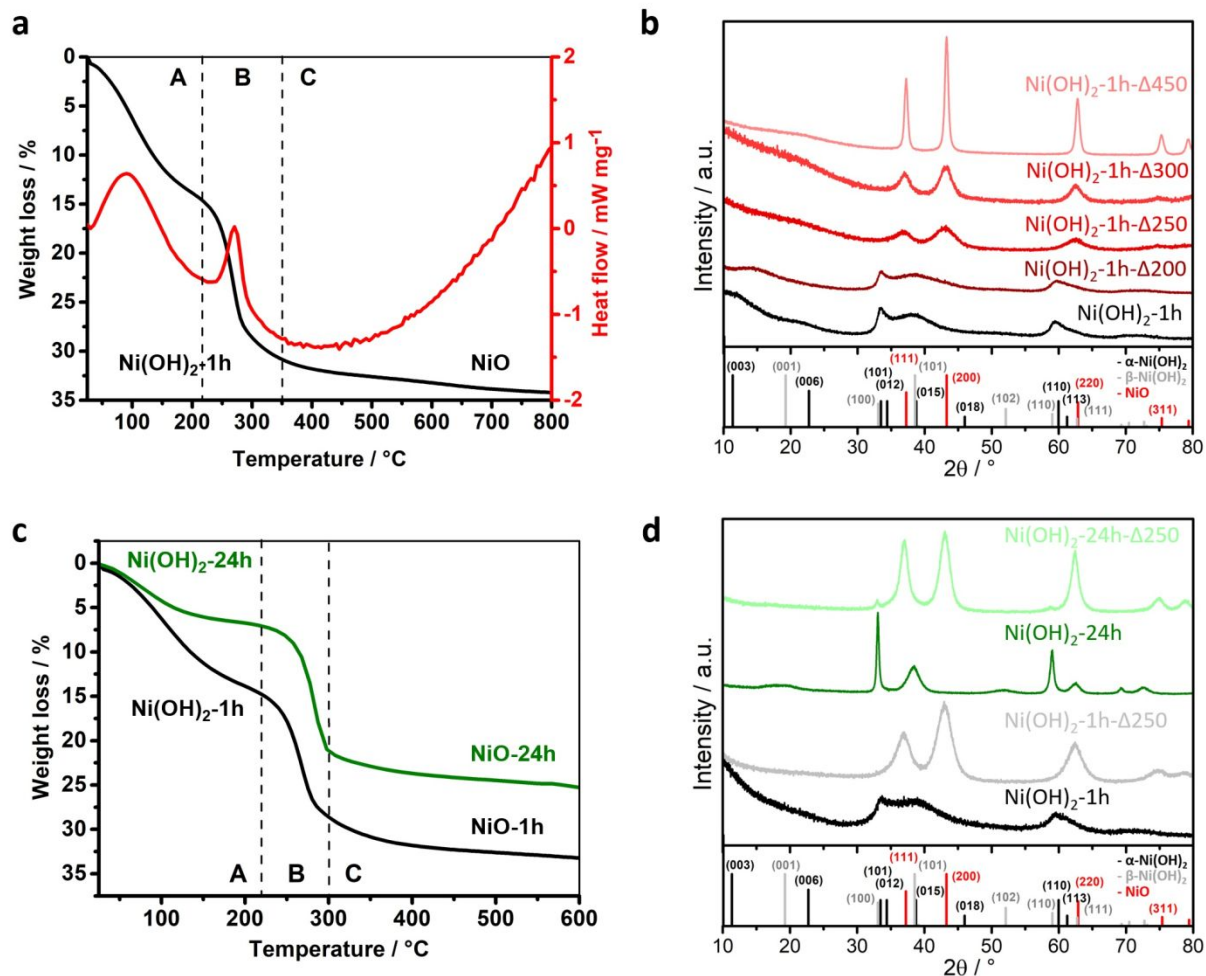 a
0
5
10
15
20
25
30
35
Weight loss / %
A
B
C
Ni(OH)₂-1h
NiO
2
1
0
-1
-2
Heat flow / mW mg⁻¹
100 200 300 400 500 600 700 800
Temperature / °C
b
Intensity / a.u.
Ni(OH)₂-1h-Δ450
Ni(OH)₂-1h-Δ300
Ni(OH)₂-1h-Δ250
Ni(OH)₂-1h-Δ200
Ni(OH)₂-1h
(003)
(001)
(006)
(100)
(101)
(012)
(111)
(101)
(015)
(200)
(018)
(102)
(110)
(110)
(113)
(220)
(111)
(311)
- α-Ni(OH)₂
- β-Ni(OH)₂
- NiO
10 20 30 40 50 60 70 80
2θ / °
c
0
5
10
15
20
25
30
35
Weight loss / %
Ni(OH)₂-24h
Ni(OH)₂-1h
NiO-24h
NiO-1h
A
B
C
100 200 300 400 500 600
Temperature / °C
d
Intensity / a.u.
Ni(OH)₂-24h-Δ250
Ni(OH)₂-24h
Ni(OH)₂-1h-Δ250
Ni(OH)₂-1h
(003)
(001)
(006)
(100)
(101)
(012)
(111)
(101)
(015)
(200)
(018)
(102)
(110)
(110)
(113)
(220)
(111)
(311)
- α-Ni(OH)₂
- β-Ni(OH)₂
- NiO
10 20 30 40 50 60 70 80
2θ / °